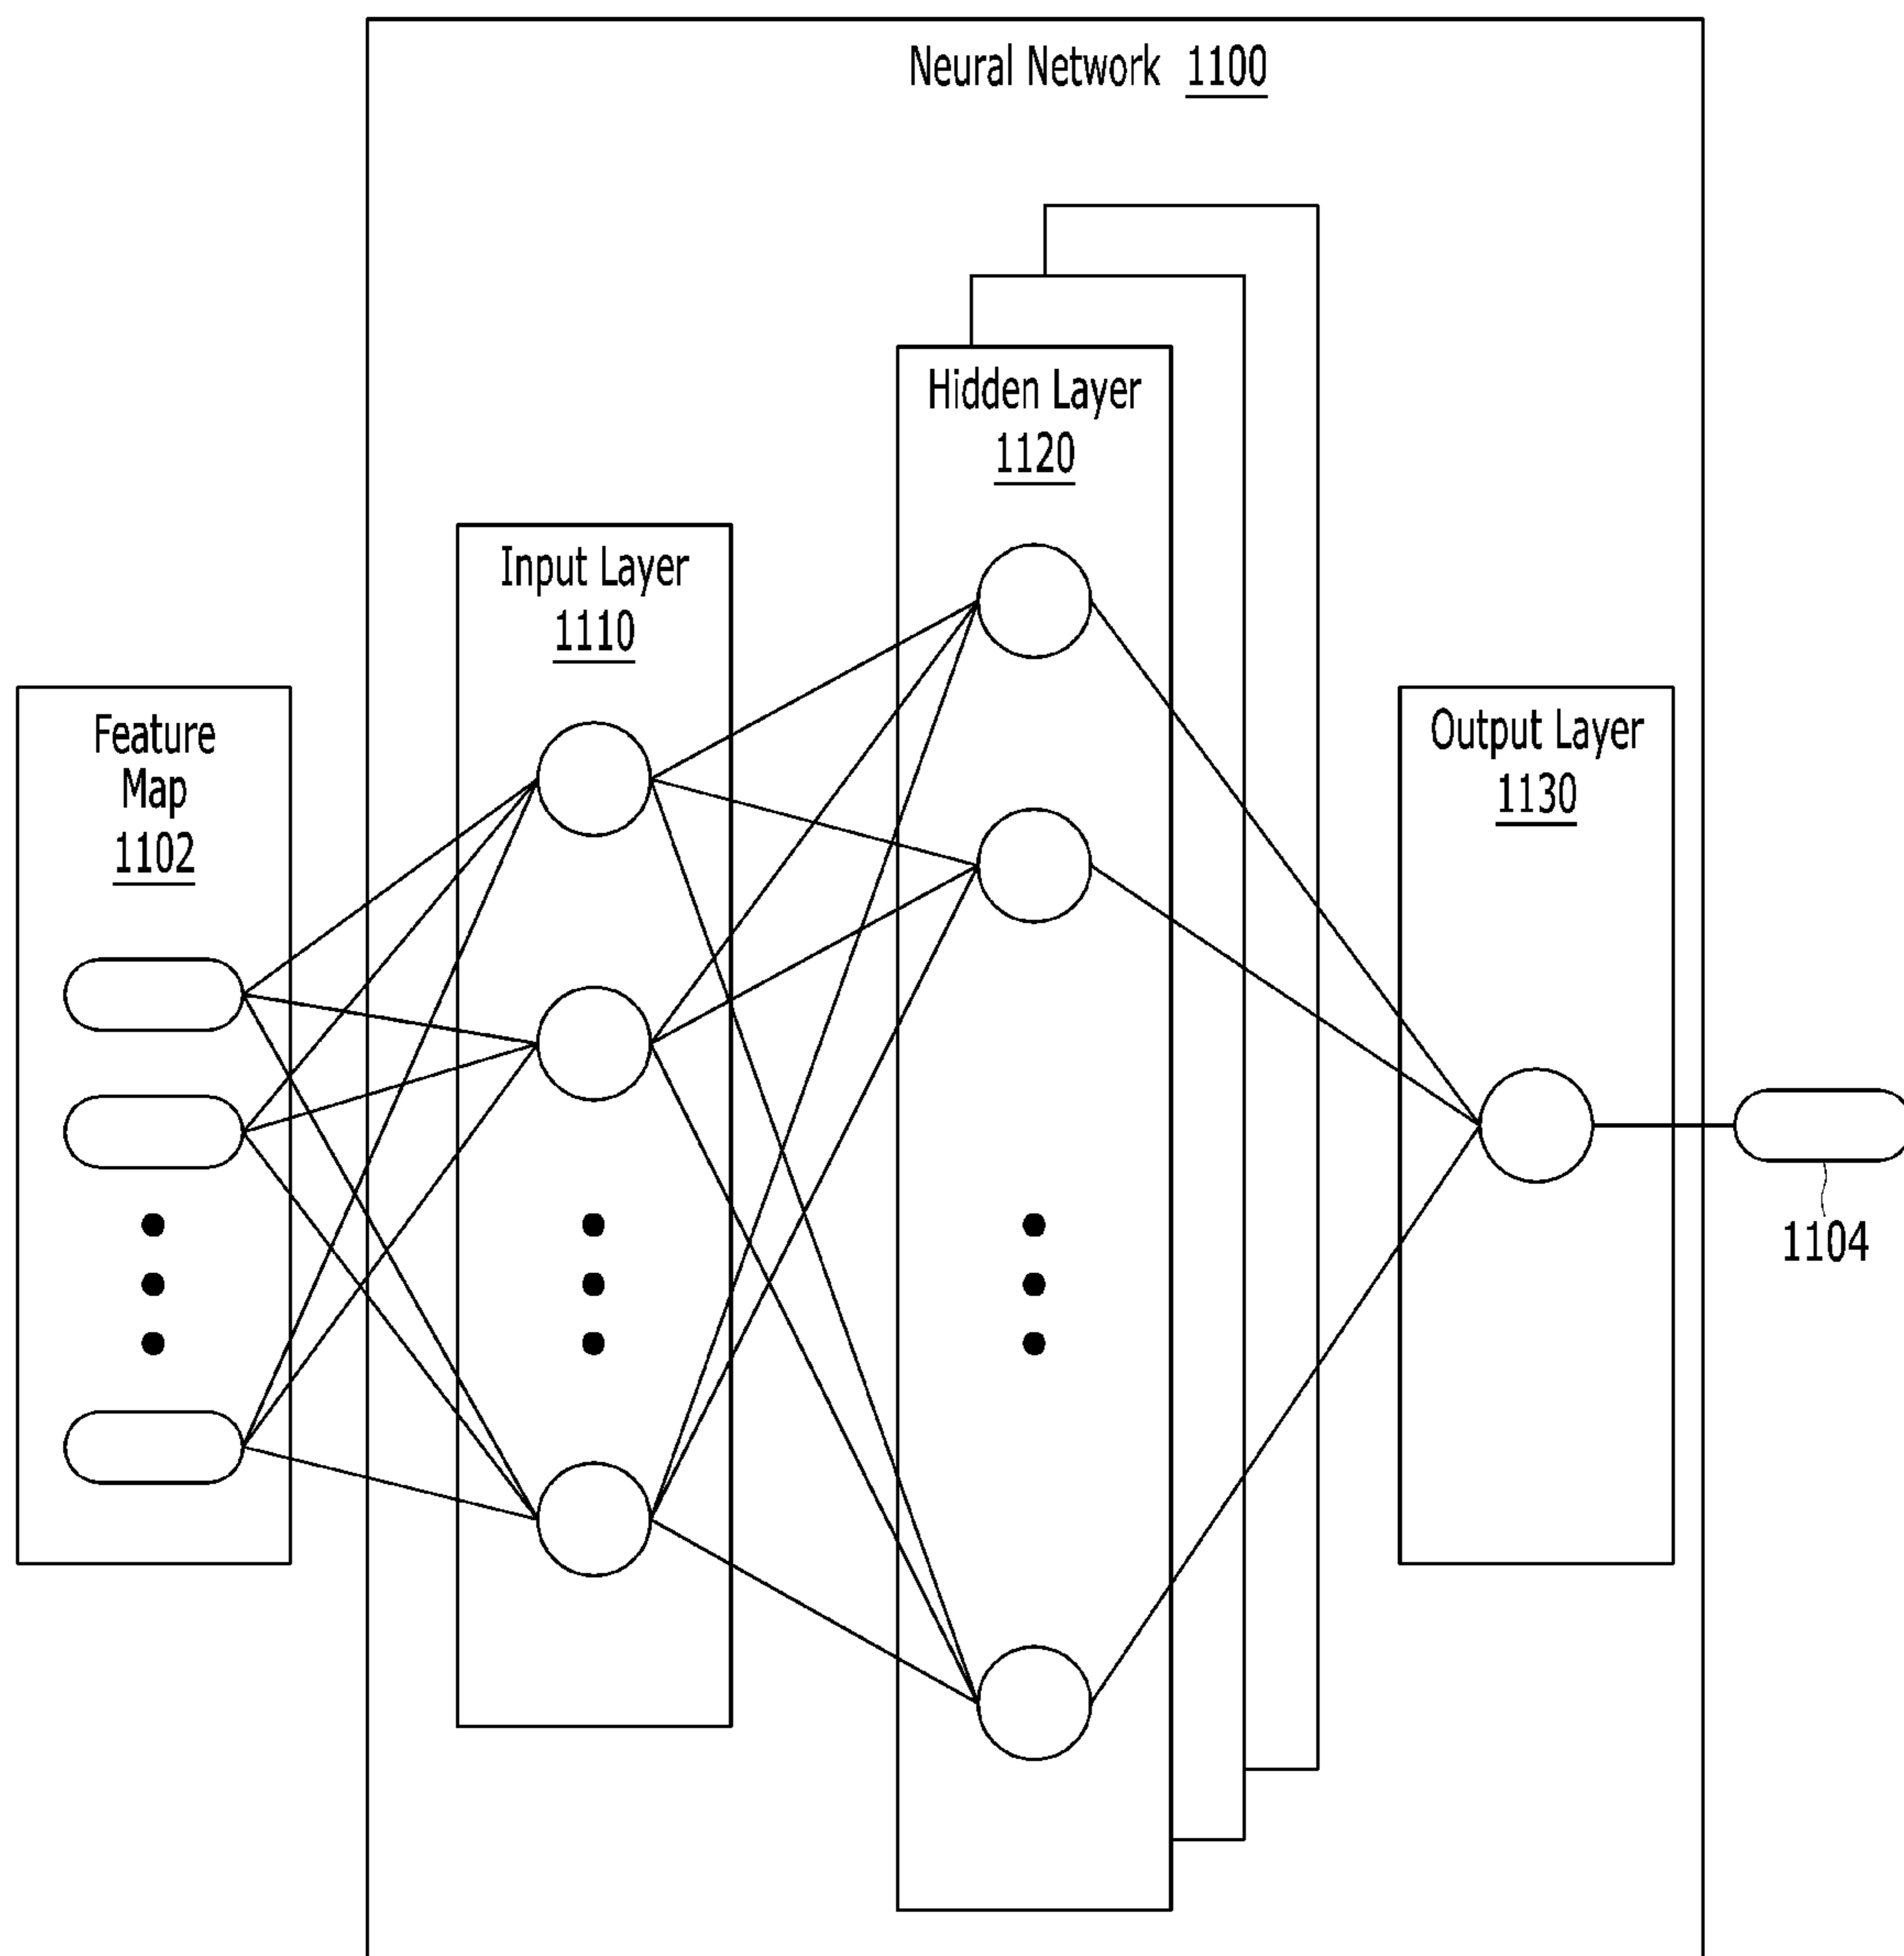 Neural Network 1100
Hidden Layer
1120
Input Layer
1110
Feature
Map
1102
Output Layer
1130
1104